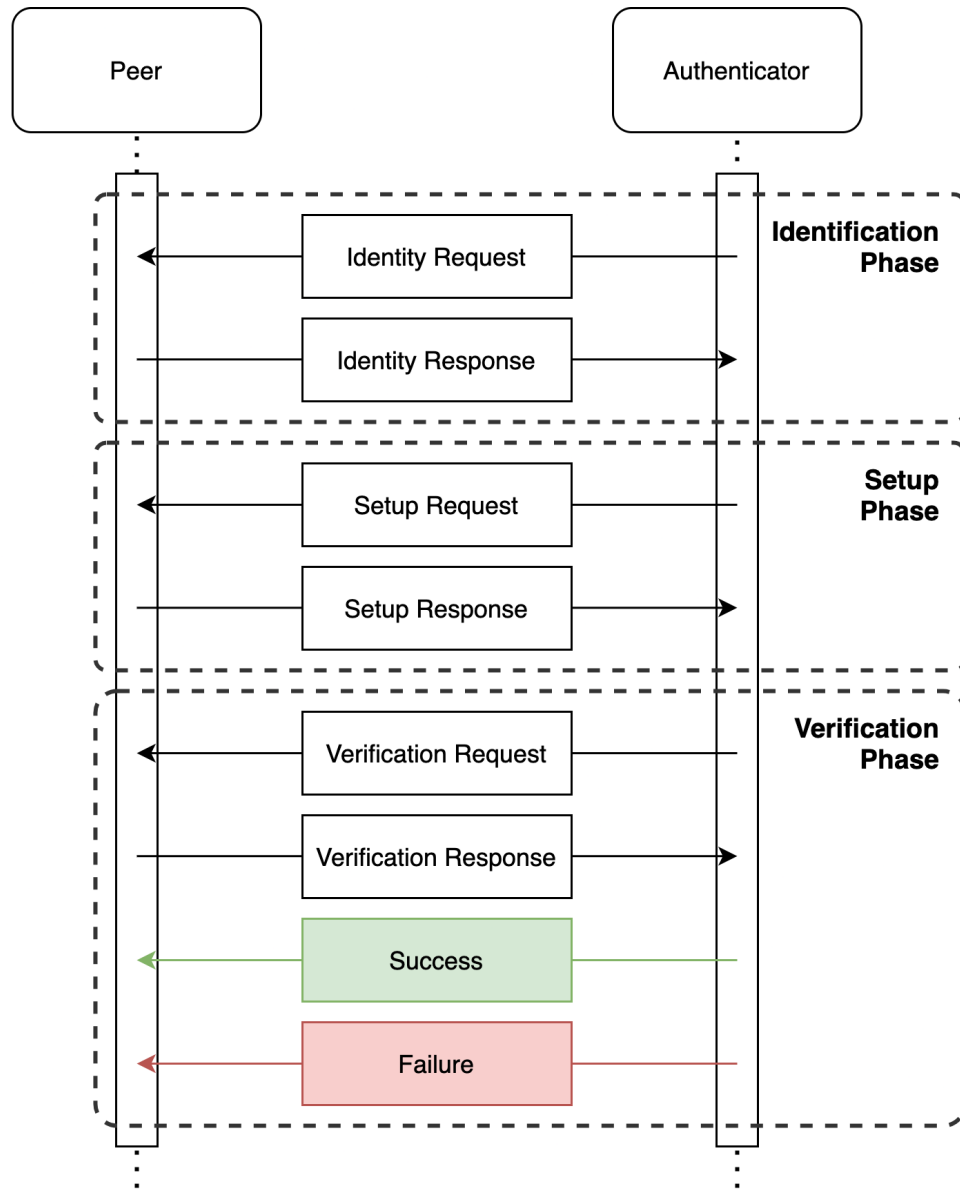 Peer
Authenticator
Identification
Phase
Identity Request
Identity Response
Setup
Phase
Setup Request
Setup Response
Verification
Phase
Verification Request
Verification Response
Success
Failure